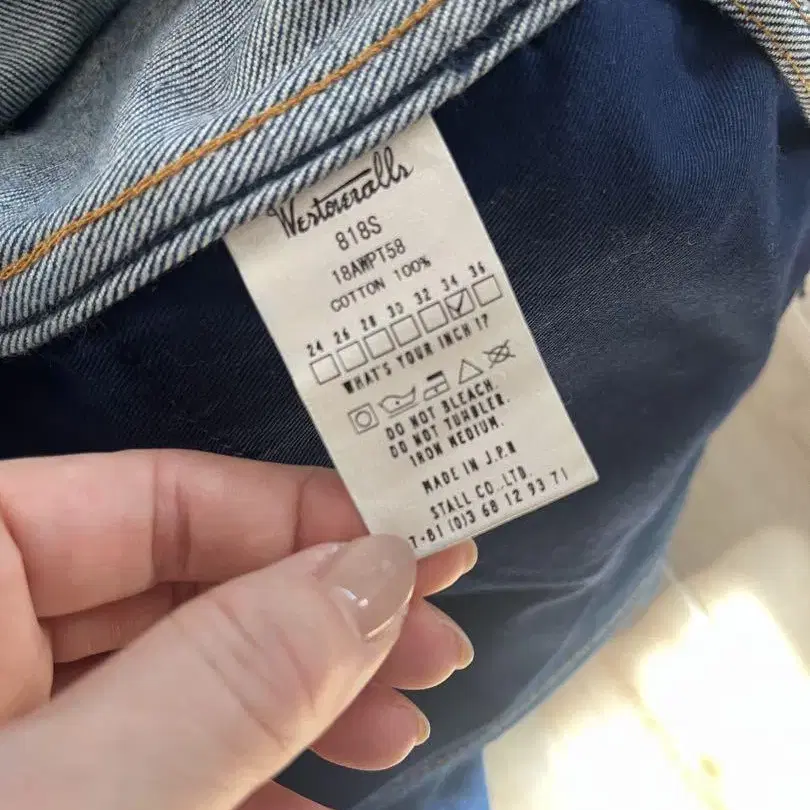 Westoveralls
818S
18AWPT58
COTTON 100%
24 26 28 30 32 34 36
WHAT'S YOUR INCH 1?
DO NOT BLEACH.
DO NOT TUMBLER.
IRON MEDIUM.
MADE IN J.P.N
STALL CO.,LTD.
T+81 (0)3 68 12 93 71